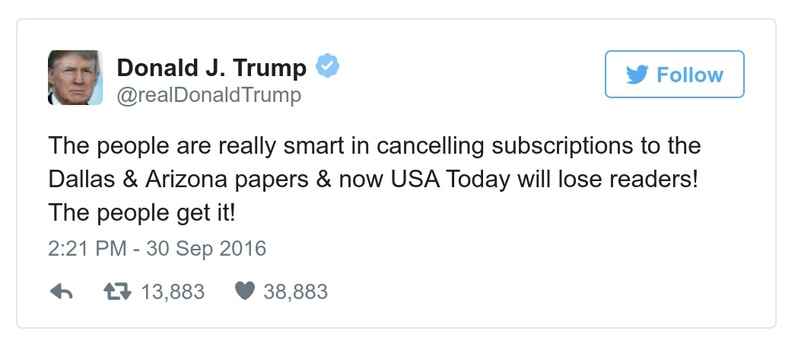 Donald J. Trump
@realDonaldTrump
Follow
The people are really smart in cancelling subscriptions to the
Dallas & Arizona papers & now USA Today will lose readers!
The people get it!
2:21 PM - 30 Sep 2016
13,883 38,883